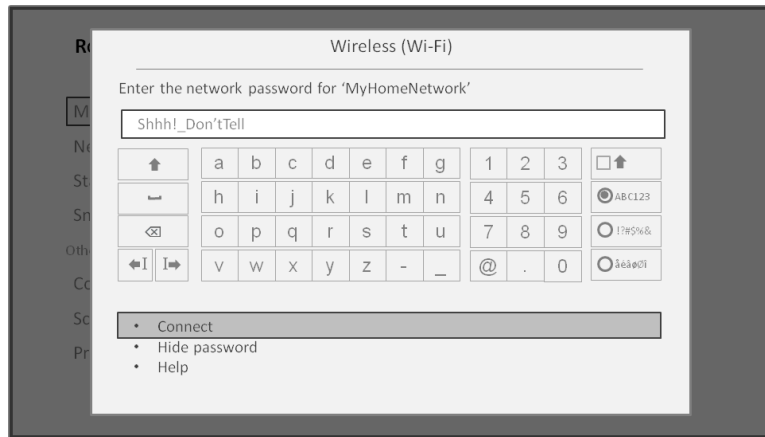 Wireless (Wi-Fi)
Enter the network password for ‘MyHomeNetwork’
Shhh!_Don’tTell
a b c d e f g 1 2 3
h i j k l m n 4 5 6 ABC123
o p q r s t u 7 8 9 !?#$%&
v w x y z - _ @ . 0 åéâøØî
• Connect
• Hide password
• Help